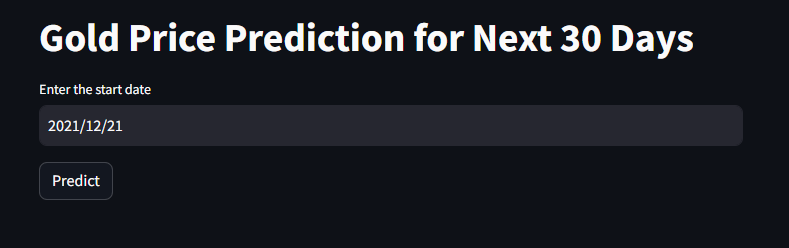 Gold Price Prediction for Next 30 Days
Enter the start date
2021/12/21
Predict